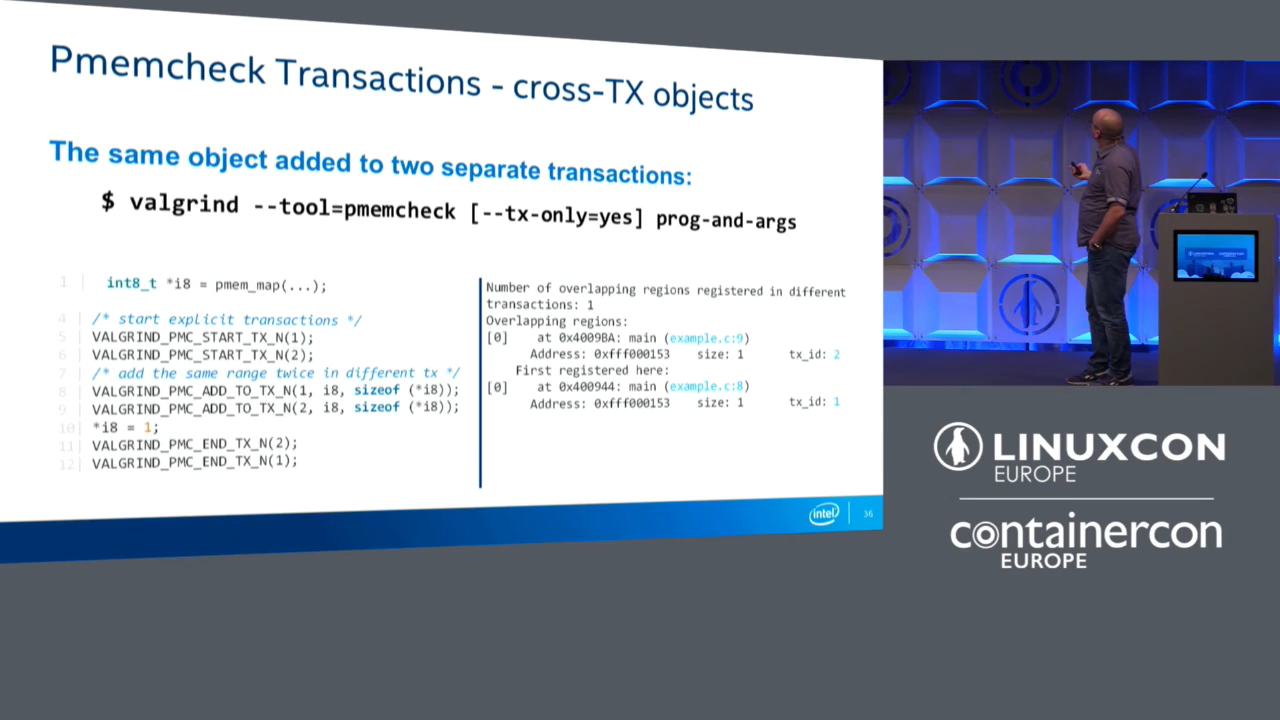 Pmemcheck Transactions - cross-TX objects
The same object added to two separate transactions:
$ valgrind --tool=pmemcheck [--tx-only=yes] prog-and-args
1 int8_t *i8 = pmem_map(...);
4 /* start explicit transactions */
5 VALGRIND_PMC_START_TX_N(1);
6 VALGRIND_PMC_START_TX_N(2);
7 /* add the same range twice in different tx */
8 VALGRIND_PMC_ADD_TO_TX_N(1, i8, sizeof (*i8));
9 VALGRIND_PMC_ADD_TO_TX_N(2, i8, sizeof (*i8));
10 *i8 = 1;
11 VALGRIND_PMC_END_TX_N(2);
12 VALGRIND_PMC_END_TX_N(1);
Number of overlapping regions registered in different
transactions: 1
Overlapping regions:
[0] at 0x4009BA: main (example.c:9)
Address: 0xfff000153 size: 1 tx_id: 2
First registered here:
[0] at 0x400944: main (example.c:8)
Address: 0xfff000153 size: 1 tx_id: 1
intel
36
LINUXCON
EUROPE
containercon
EUROPE